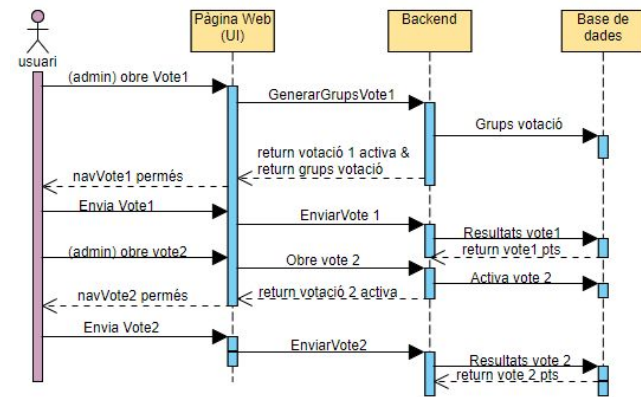 Pàgina Web
(UI)
Backend
Base de
dades
usuari
(admin) obre Vote1
GenerarGrupsVote1
Grups votació
return votació 1 activa &
return grups votació
navVote1 permés
Envia Vote1
EnviarVote 1
Resultats vote1
return vote1 pts
(admin) obre vote2
Obre vote 2
Activa vote 2
return votació 2 activa
navVote2 permés
Envia Vote2
EnviarVote2
Resultats vote 2
return vote 2 pts